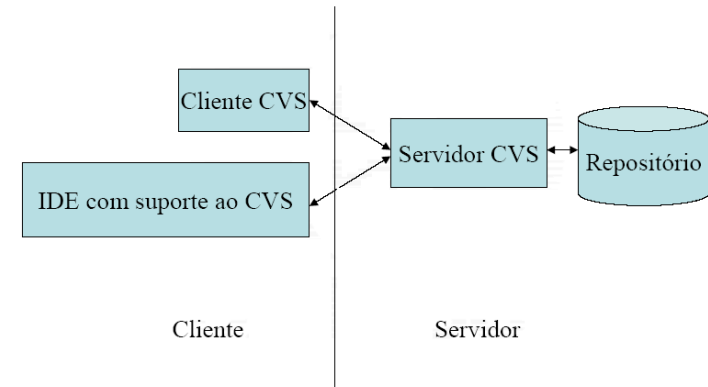 Cliente CVS
Servidor CVS
Repositório
IDE com suporte ao CVS
Cliente
Servidor